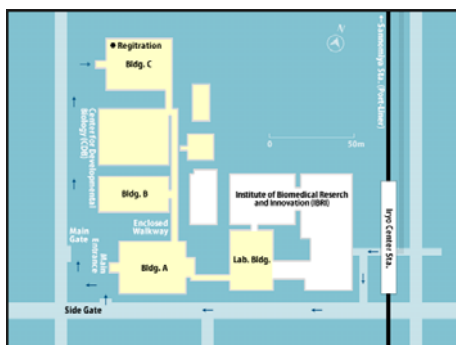 Regitration
Bldg. C
N
←Sannomiya Sta. (Port-Liner)
Center for Developmental
Biology (CDB)
0
50m
Bldg. B
Institute of Biomedical Reserch
and Innovation (IBRI)
Enclosed
Walkway
Main
Gate
Main
Entrance
Bldg. A
Lab. Bldg.
Iryo Center Sta.
Side Gate